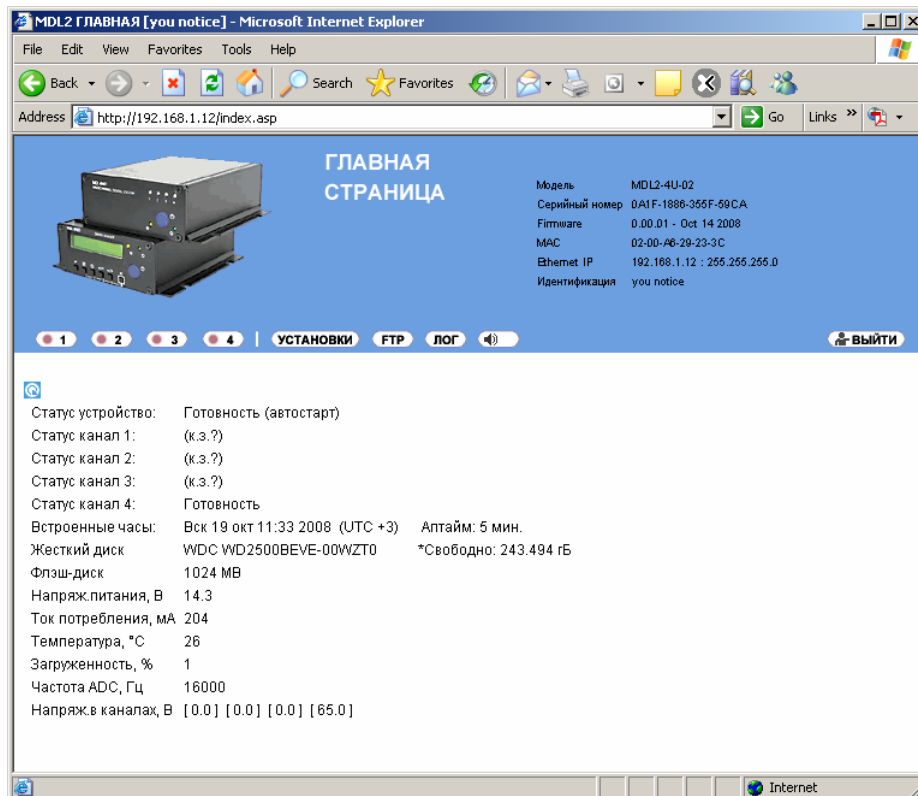 MDL2 ГЛАВНАЯ [you notice] - Microsoft Internet Explorer
File Edit View Favorites Tools Help
Back Search Favorites
Address http://192.168.1.12/index.asp Go Links »
ГЛАВНАЯ
СТРАНИЦА
Модель MDL2-4U-02
Серийный номер 0A1F-1886-355F-59CA
Firmware 0.00.01 - Oct 14 2008
MAC 02-00-A6-29-23-3C
Ethernet IP 192.168.1.12 : 255.255.255.0
Идентификация you notice
1 2 3 4 | УСТАНОВКИ FTP ЛОГ ВЫЙТИ
Статус устройство: Готовность (автостарт)
Статус канал 1: (к.з.?)
Статус канал 2: (к.з.?)
Статус канал 3: (к.з.?)
Статус канал 4: Готовность
Встроенные часы: Вск 19 окт 11:33 2008 (UTC +3) Аптайм: 5 мин.
Жесткий диск WDC WD2500BEVE-00WZT0 *Свободно: 243.494 гБ
Флэш-диск 1024 MB
Напряж.питания, В 14.3
Ток потребления, мА 204
Температура, °C 26
Загруженность, % 1
Частота ADC, Гц 16000
Напряж.в каналах, В [0.0] [0.0] [0.0] [65.0]
Internet